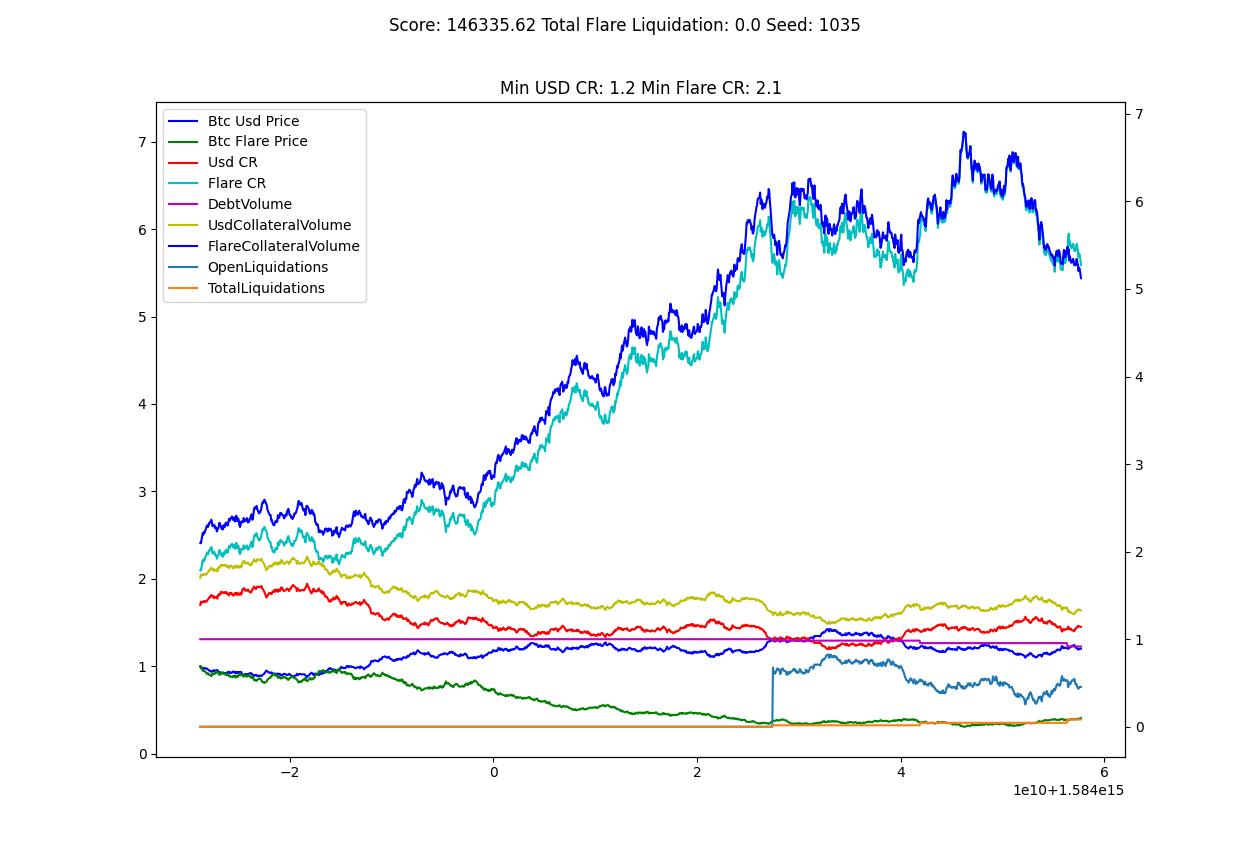 Score: 146335.62 Total Flare Liquidation: 0.0 Seed: 1035
Min USD CR: 1.2 Min Flare CR: 2.1
Btc Usd Price
Btc Flare Price
Usd CR
Flare CR
DebtVolume
UsdCollateralVolume
FlareCollateralVolume
OpenLiquidations
TotalLiquidations
7
6
5
4
3
2
1
0
7
6
5
4
3
2
1
0
−2 0 2 4 6
1e10+1.584e15